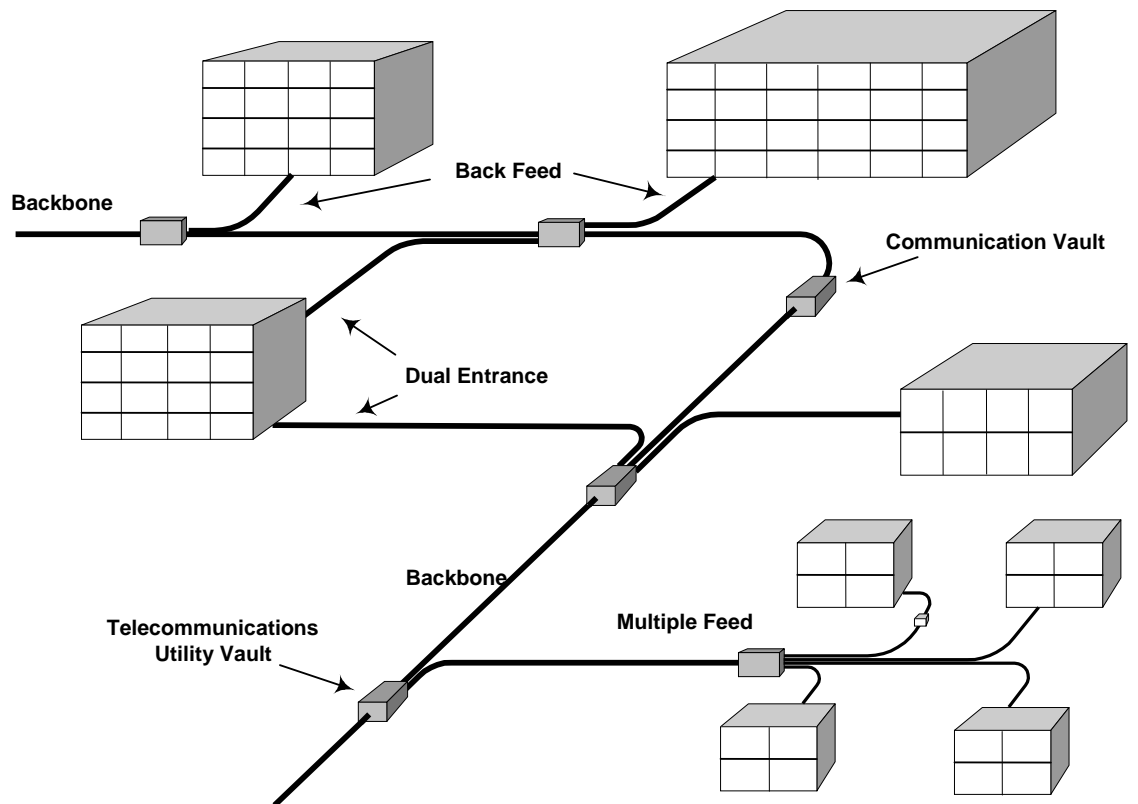 Back Feed
Backbone
Communication Vault
Dual Entrance
Backbone
Multiple Feed
Telecommunications
Utility Vault